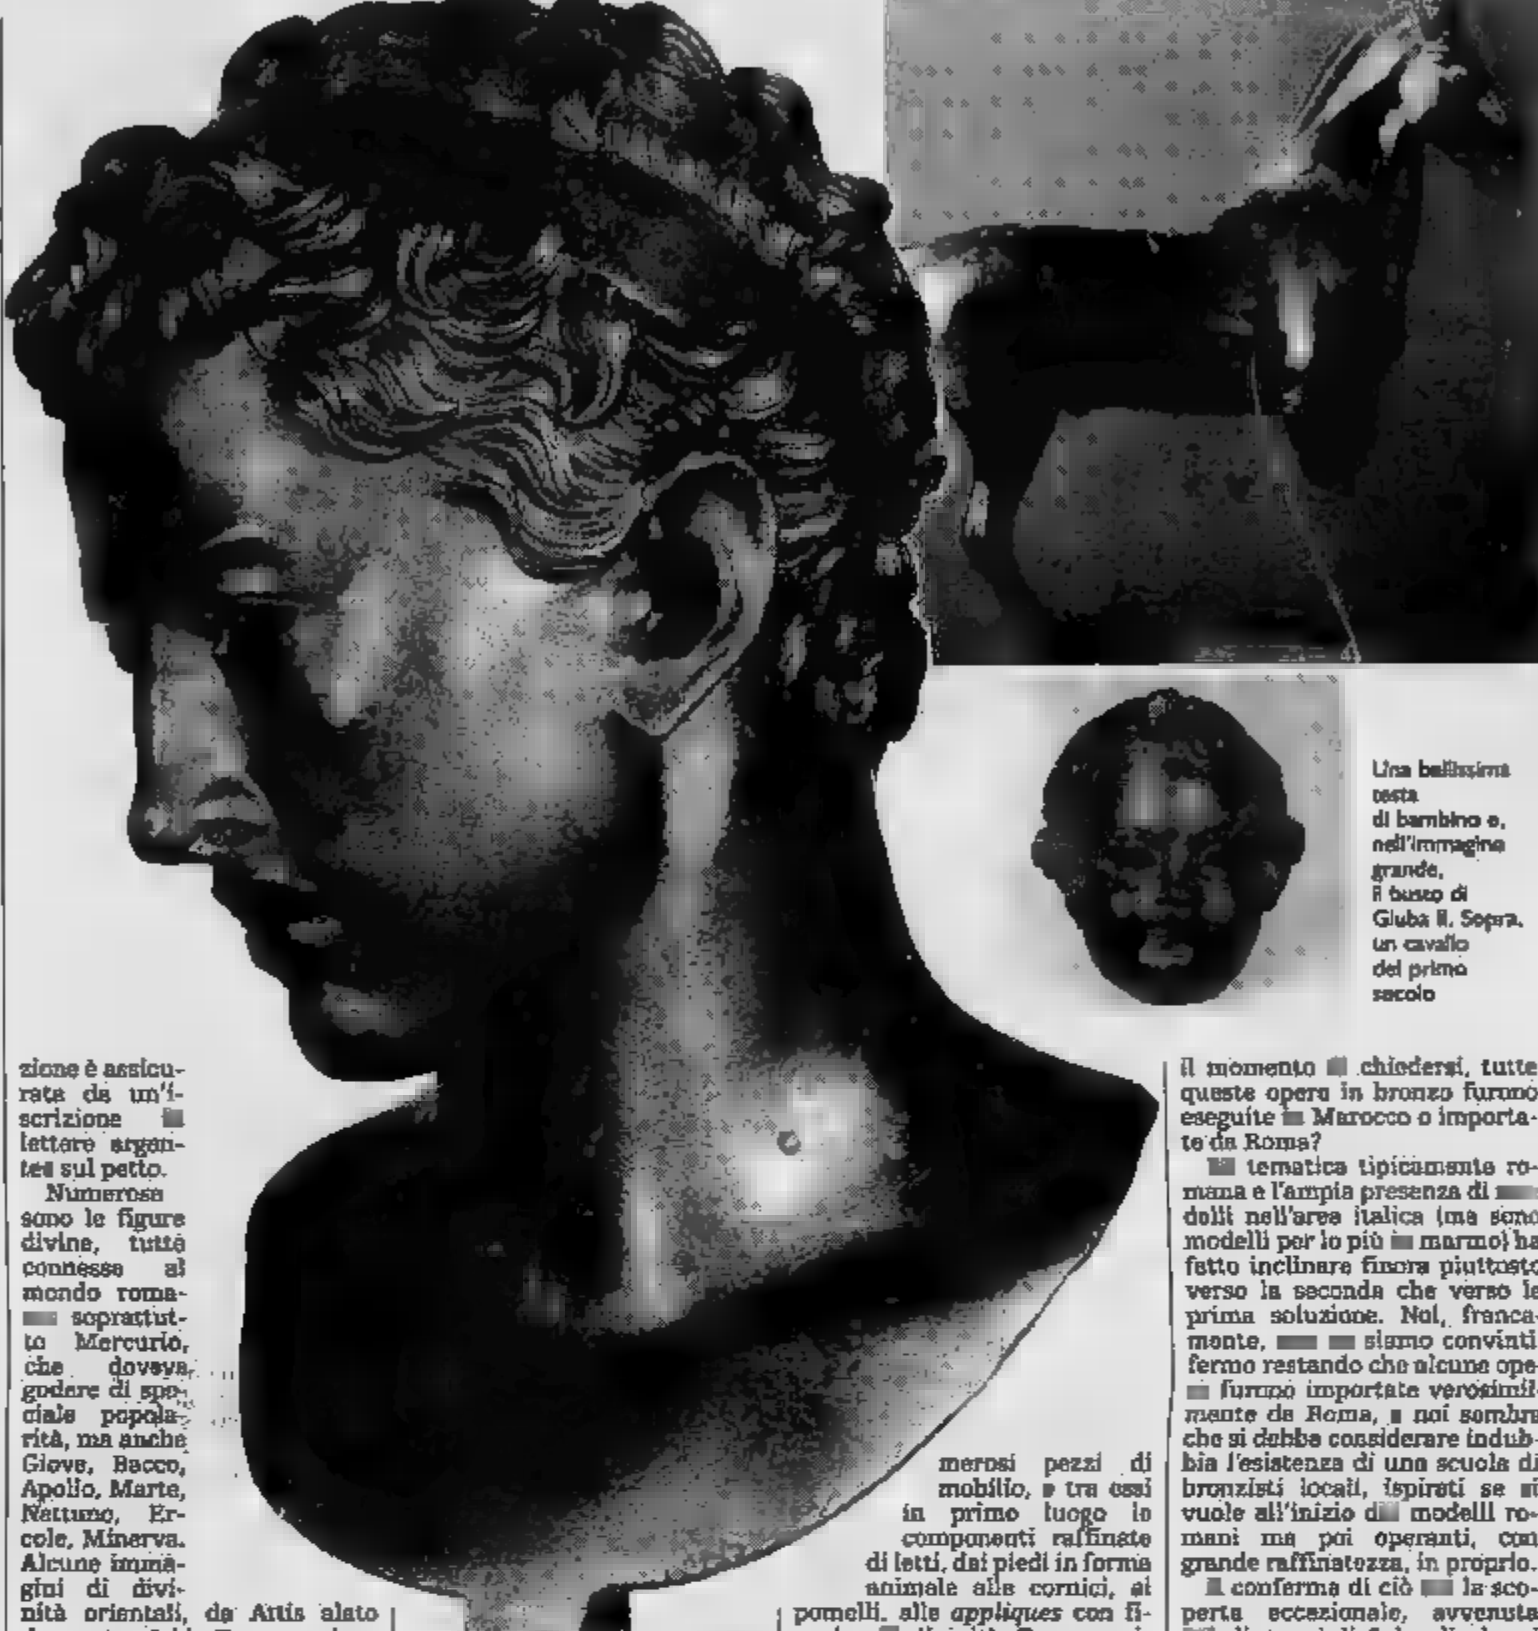 Una bellissima
testa
di bambino e,
nell'immagine
grande,
il busto di
Giuba II. Sopra,
un cavallo
del primo
secolo
zione è assicu-
rata da un'i-
scrizione in
lettere argen-
tee sul petto.
Numerose
sono le figure
divine, tutte
connesse al
mondo roma-
soprattut-
to Mercurio,
che doveva
godere di spe-
ciale popola-
rità, ma anche
Giove, Bacco,
Apollo, Marte,
Nettuno, Er-
cole, Minerva.
Alcune imma-
gini di divi-
nità orientali, da Attis alato
merosi pezzi di
mobilio, e tra essi
in primo luogo le
componenti raffinate
di letti, dai piedi in forma
animale alle cornici, ai
pomelli, alle appliques con fi-
il momento chiedersi, tutte
queste opere in bronzo furono
eseguite in Marocco o importa-
te da Roma?
tematica tipicamente ro-
mana e l'ampia presenza di
delli nell'area italica (ma sono
modelli per lo più in marmo) ha
fatto inclinare finora piuttosto
verso la seconda che verso la
prima soluzione. Noi, franca-
mente, siamo convinti
fermo restando che alcune ope-
furono importate verosimil-
mente da Roma, a noi sembra
che si debba considerare indub-
bia l'esistenza di una scuola di
bronzisti locali, ispirati se si
vuole all'inizio modelli ro-
mani ma poi operanti, con
grande raffinatezza, in proprio.
A conferma di ciò la sco-
perta eccezionale, avvenuta